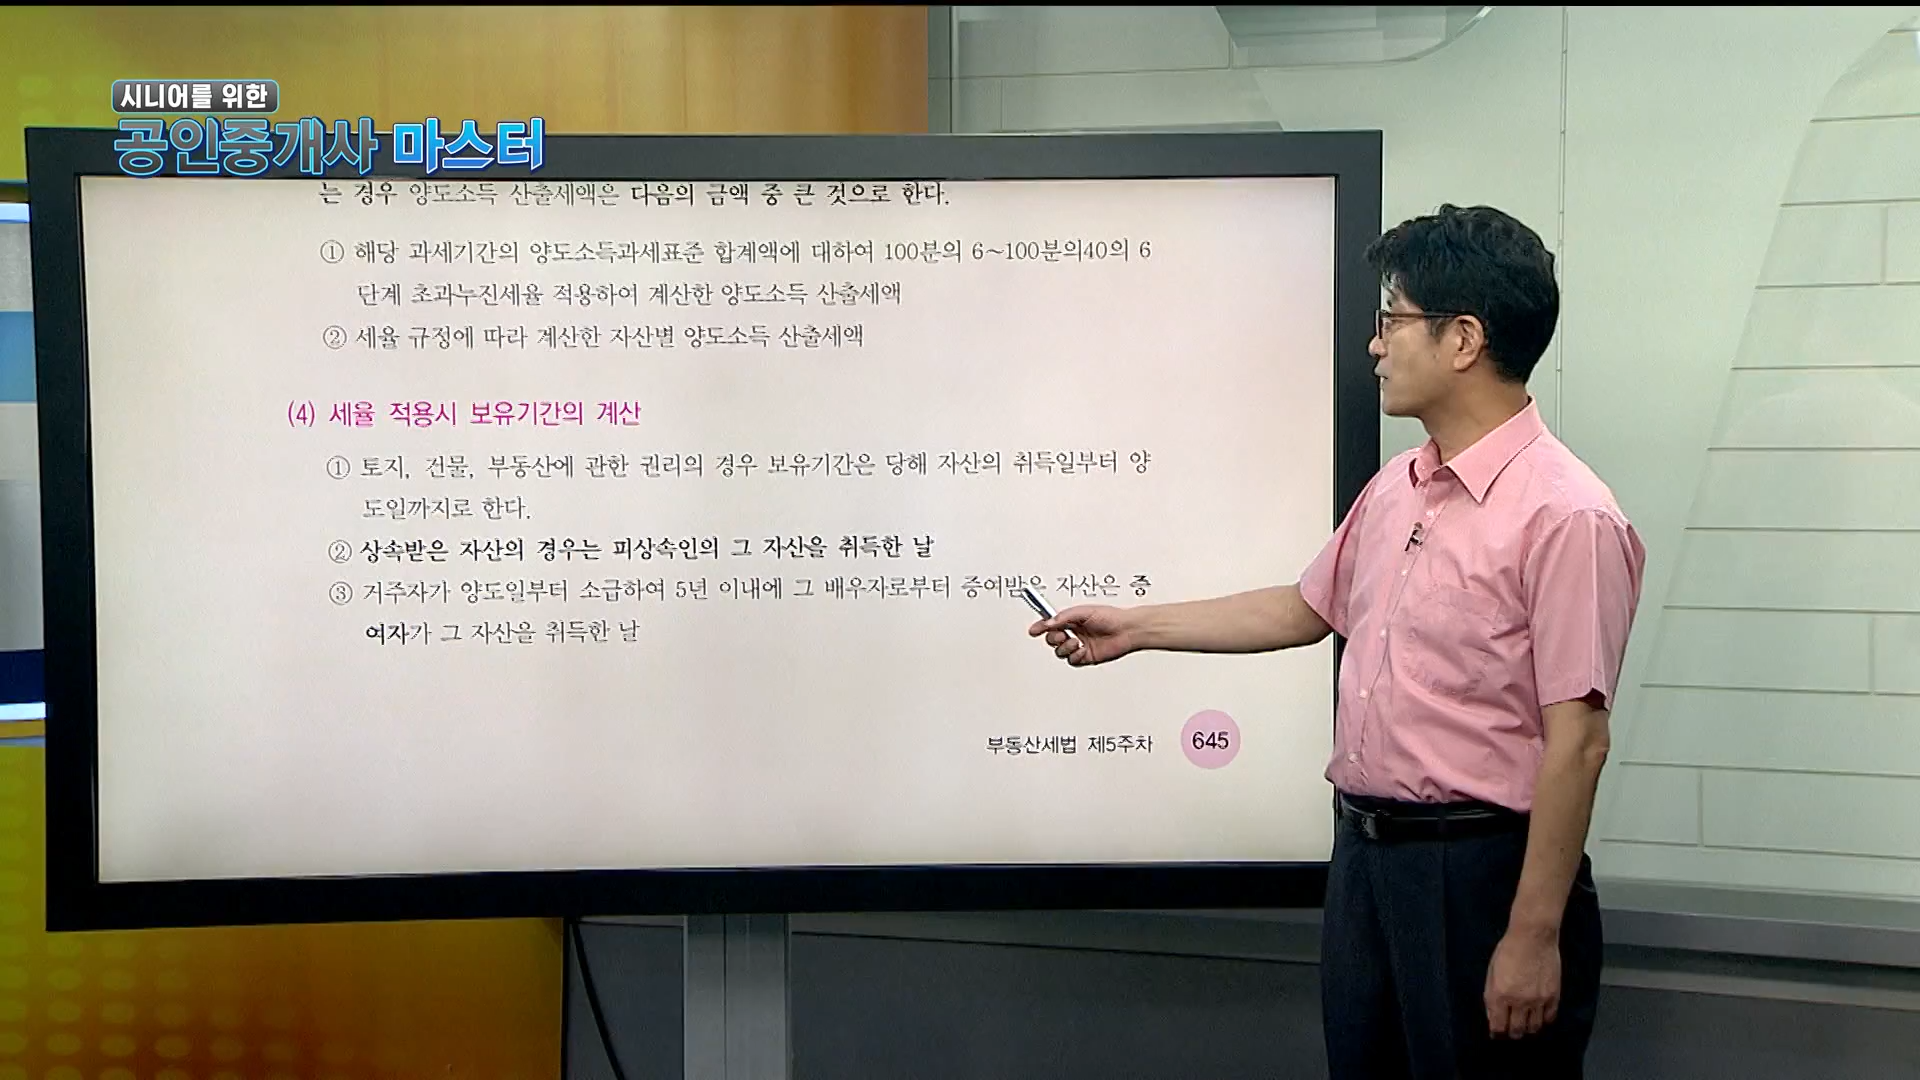 시니어를 위한
공인중개사 마스터
는 경우 양도소득 산출세액은 다음의 금액 중 큰 것으로 한다.
① 해당 과세기간의 양도소득과세표준 합계액에 대하여 100분의 6~100분의40의 6
단계 초과누진세율 적용하여 계산한 양도소득 산출세액
② 세율 규정에 따라 계산한 자산별 양도소득 산출세액
(4) 세율 적용시 보유기간의 계산
① 토지, 건물, 부동산에 관한 권리의 경우 보유기간은 당해 자산의 취득일부터 양
도일까지로 한다.
② 상속받은 자산의 경우는 피상속인의 그 자산을 취득한 날
③ 거주자가 양도일부터 소급하여 5년 이내에 그 배우자로부터 증여받은 자산은 증
여자가 그 자산을 취득한 날
부동산세법 제5주차 645